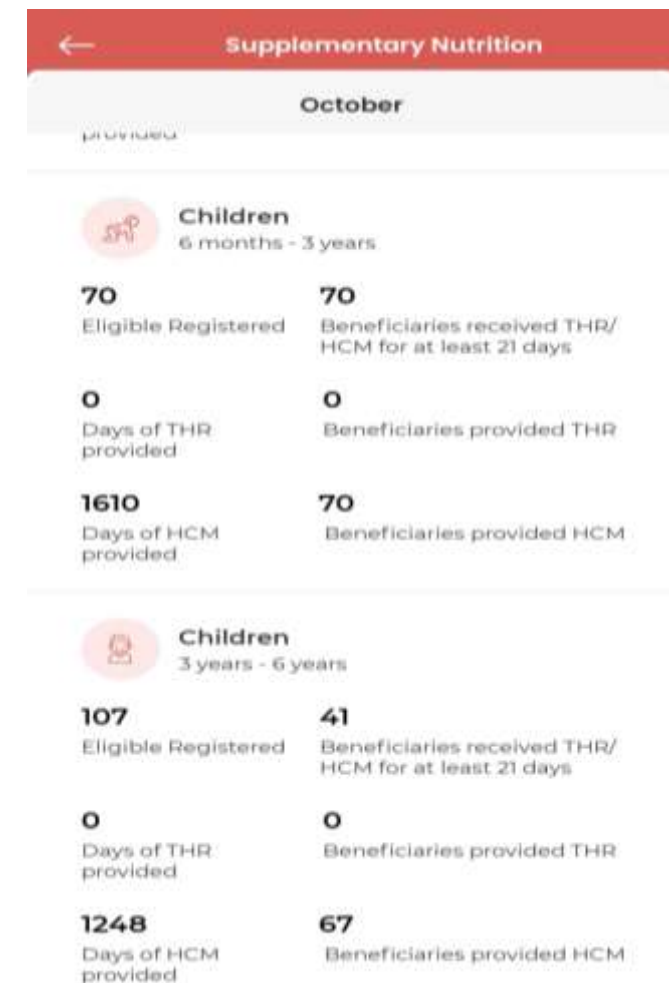 Supplementary Nutrition
October
provided
Children
6 months - 3 years
70
Eligible Registered
70
Beneficiaries received THR/
HCM for at least 21 days
0
Days of THR
provided
0
Beneficiaries provided THR
1610
Days of HCM
provided
70
Beneficiaries provided HCM
Children
3 years - 6 years
107
Eligible Registered
41
Beneficiaries received THR/
HCM for at least 21 days
0
Days of THR
provided
0
Beneficiaries provided THR
1248
Days of HCM
provided
67
Beneficiaries provided HCM